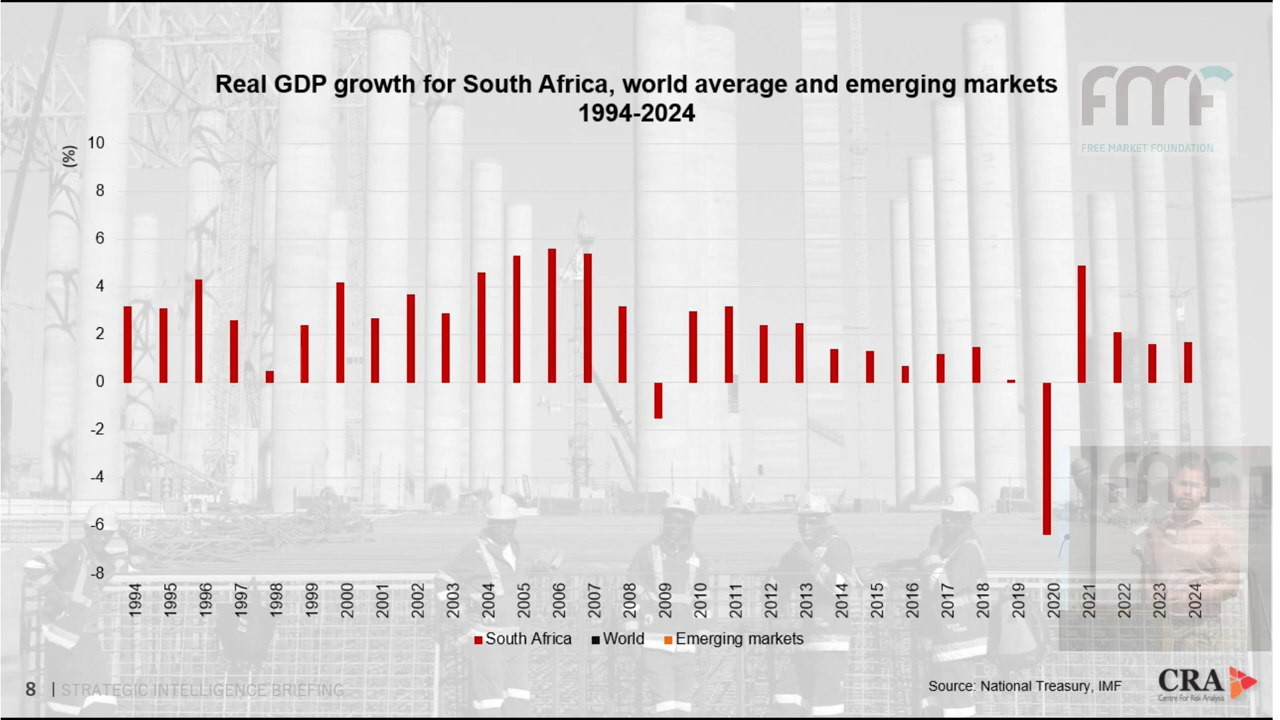 Real GDP growth for South Africa, world average and emerging markets
1994-2024
FMF
FREE MARKET FOUNDATION
(%)
10
8
6
4
2
0
-2
-4
-6
-8
1994 1995 1996 1997 1998 1999 2000 2001 2002 2003 2004 2005 2006 2007 2008 2009 2010 2011 2012 2013 2014 2015 2016 2017 2018 2019 2020 2021 2022 2023 2024
South Africa World Emerging markets
8 | STRATEGIC INTELLIGENCE BRIEFING
Source: National Treasury, IMF
CRA
Centre For Risk Analysis